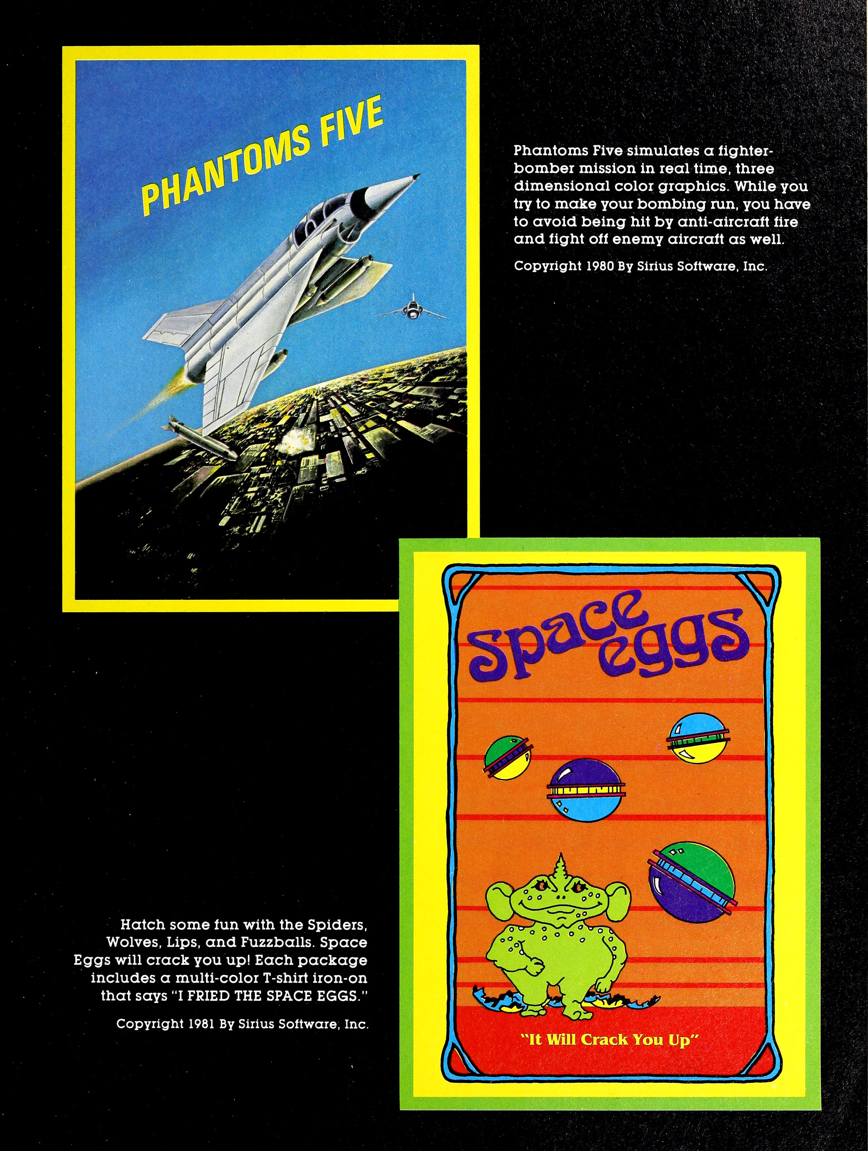 PHANTOMS FIVE
Phantoms Five simulates a fighter-
bomber mission in real time, three
dimensional color graphics. While you
try to make your bombing run, you have
to avoid being hit by anti-aircraft fire
and fight off enemy aircraft as well.
Copyright 1980 By Sirius Software, Inc.
space
eggs
"It Will Crack You Up"
Hatch some fun with the Spiders,
Wolves, Lips, and Fuzzballs. Space
Eggs will crack you up! Each package
includes a multi-color T-shirt iron-on
that says "I FRIED THE SPACE EGGS."
Copyright 1981 By Sirius Software, Inc.